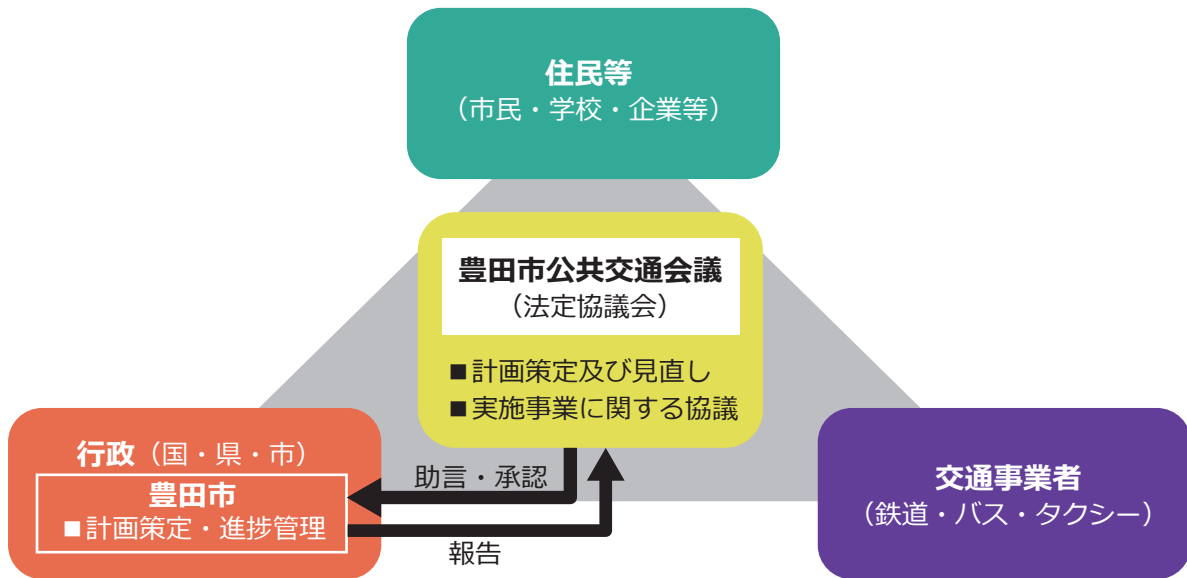 住民等
（市民・学校・企業等）
豊田市公共交通会議
（法定協議会）
■計画策定及び見直し
■実施事業に関する協議
行政（国・県・市）
豊田市
■計画策定・進捗管理
助言・承認
報告
交通事業者
（鉄道・バス・タクシー）